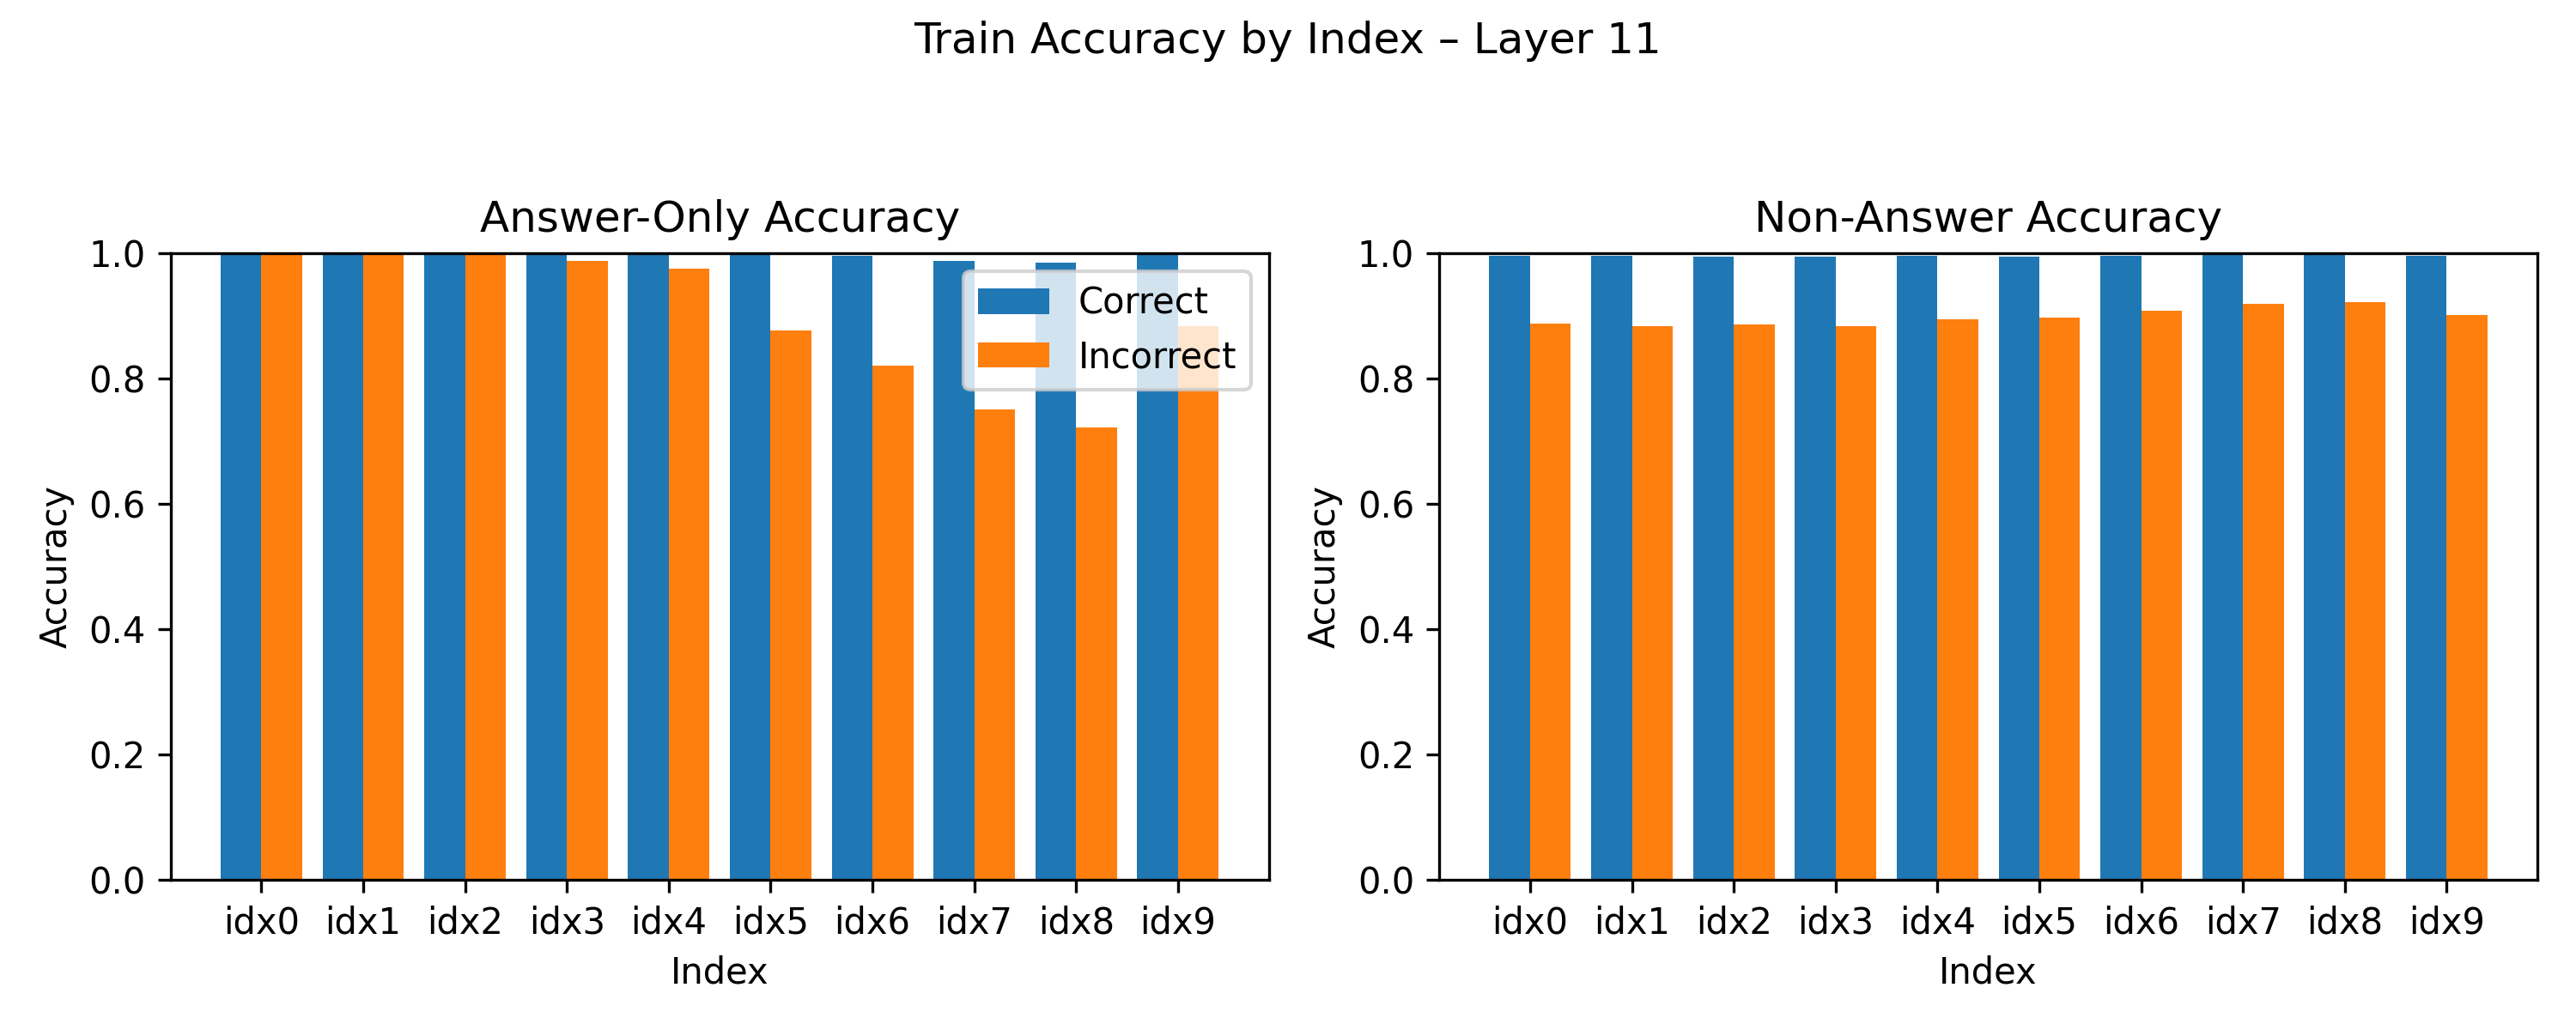 Train Accuracy by Index – Layer 11
Answer-Only Accuracy
1.0
0.8
0.6
0.4
0.2
0.0
Accuracy
Correct
Incorrect
idx0 idx1 idx2 idx3 idx4 idx5 idx6 idx7 idx8 idx9
Index
Non-Answer Accuracy
1.0
0.8
0.6
0.4
0.2
0.0
Accuracy
idx0 idx1 idx2 idx3 idx4 idx5 idx6 idx7 idx8 idx9
Index